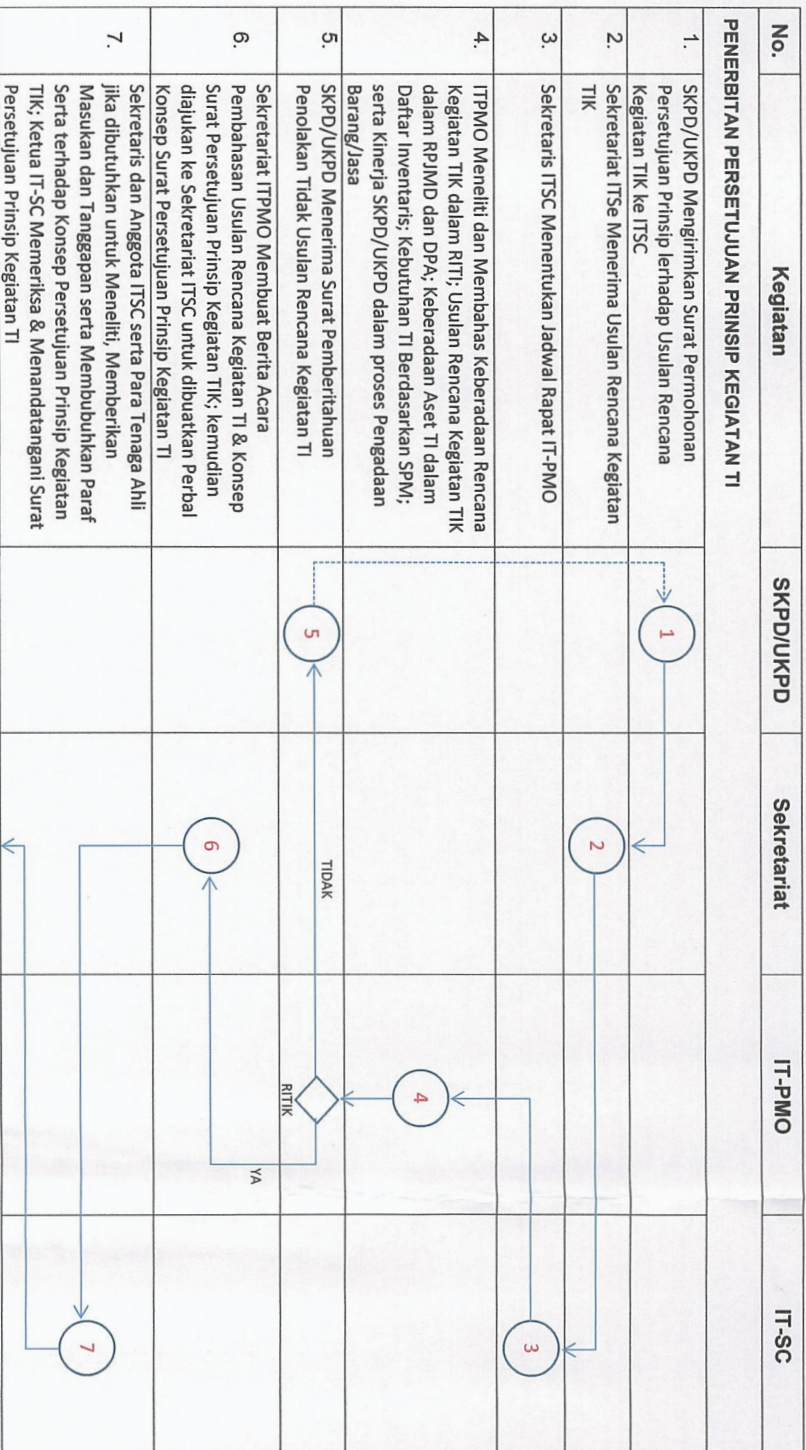 No.
Kegiatan
SKPD/UKPD
Sekretariat
IT-PMO
IT-SC
PENERBITAN PERSETUJUAN PRINSIP KEGIATAN TI
1.
SKPD/UKPD Mengirimkan Surat Permohonan
Persetujuan Prinsip lerhadap Usulan Rencana
Kegiatan TIK ke ITSC
1
2.
Sekretariat ITSe Menerima Usulan Rencana Kegiatan
TIK
2
3.
Sekretaris ITSC Menentukan Jadwal Rapat IT-PMO
3
4.
ITPMO Meneliti dan Membahas Keberadaan Rencana
Kegiatan TIK dalam RITI; Usulan Rencana Kegiatan TIK
dalam RPJMD dan DPA; Keberadaan Aset TI dalam
Daftar Inventaris; Kebutuhan TI Berdasarkan SPM;
serta Kinerja SKPD/UKPD dalam proses Pengadaan
Barang/Jasa
4
5.
SKPD/UKPD Menerima Surat Pemberitahuan
Penolakan Tidak Usulan Rencana Kegiatan TI
5
TIDAK
RITIK
YA
6.
Sekretariat ITPMO Membuat Berita Acara
Pembahasan Usulan Rencana Kegiatan TI & Konsep
Surat Persetujuan Prinsip Kegiatan TIK; kemudian
diajukan ke Sekretariat ITSC untuk dibuatkan Perbal
Konsep Surat Persetujuan Prinsip Kegiatan TI
6
7.
Sekretaris dan Anggota ITSC serta Para Tenaga Ahli
jika dibutuhkan untuk Meneliti, Memberikan
Masukan dan Tanggapan serta Membubuhkan Paraf
Serta terhadap Konsep Persetujuan Prinsip Kegiatan
TIK; Ketua IT-SC Memeriksa & Menandatangani Surat
Persetujuan Prinsip Kegiatan TI
7